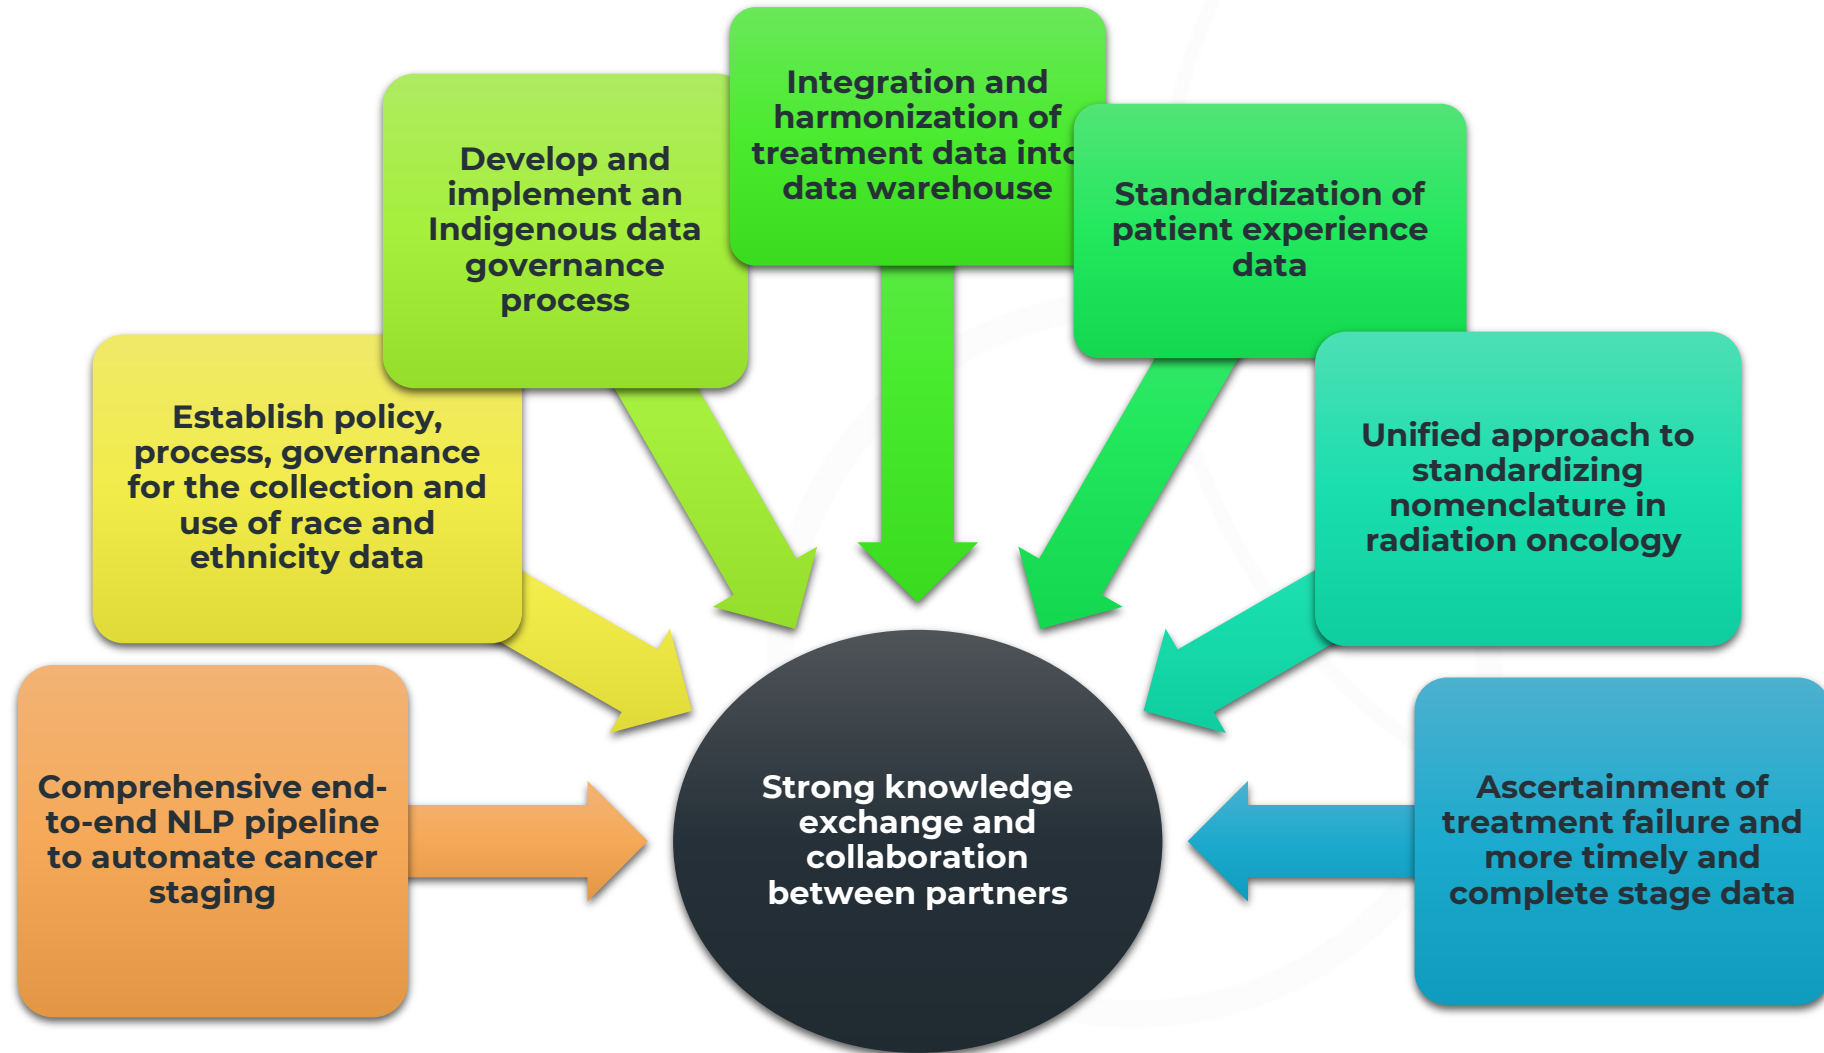 Integration and
harmonization of
treatment data into
data warehouse
Develop and
implement an
Indigenous data
governance
process
Standardization of
patient experience
data
Establish policy,
process, governance
for the collection and
use of race and
ethnicity data
Unified approach to
standardizing
nomenclature in
radiation oncology
Comprehensive end-
to-end NLP pipeline
to automate cancer
staging
Strong knowledge
exchange and
collaboration
between partners
Ascertainment of
treatment failure and
more timely and
complete stage data